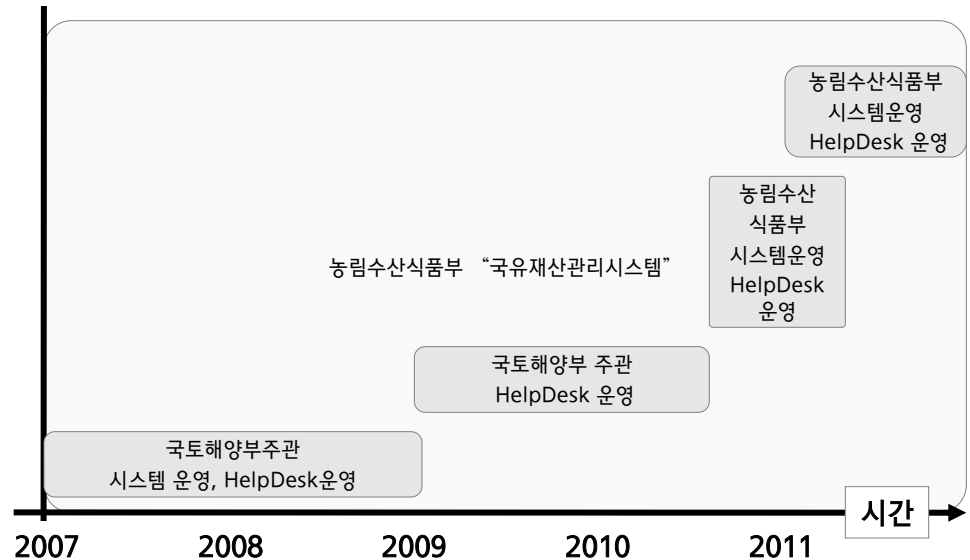 농림수산식품부
시스템운영
HelpDesk 운영
농림수산
식품부
시스템운영
HelpDesk
운영
농림수산식품부 “국유재산관리시스템”
국토해양부 주관
HelpDesk 운영
국토해양부주관
시스템 운영, HelpDesk운영
시간
2007 2008 2009 2010 2011